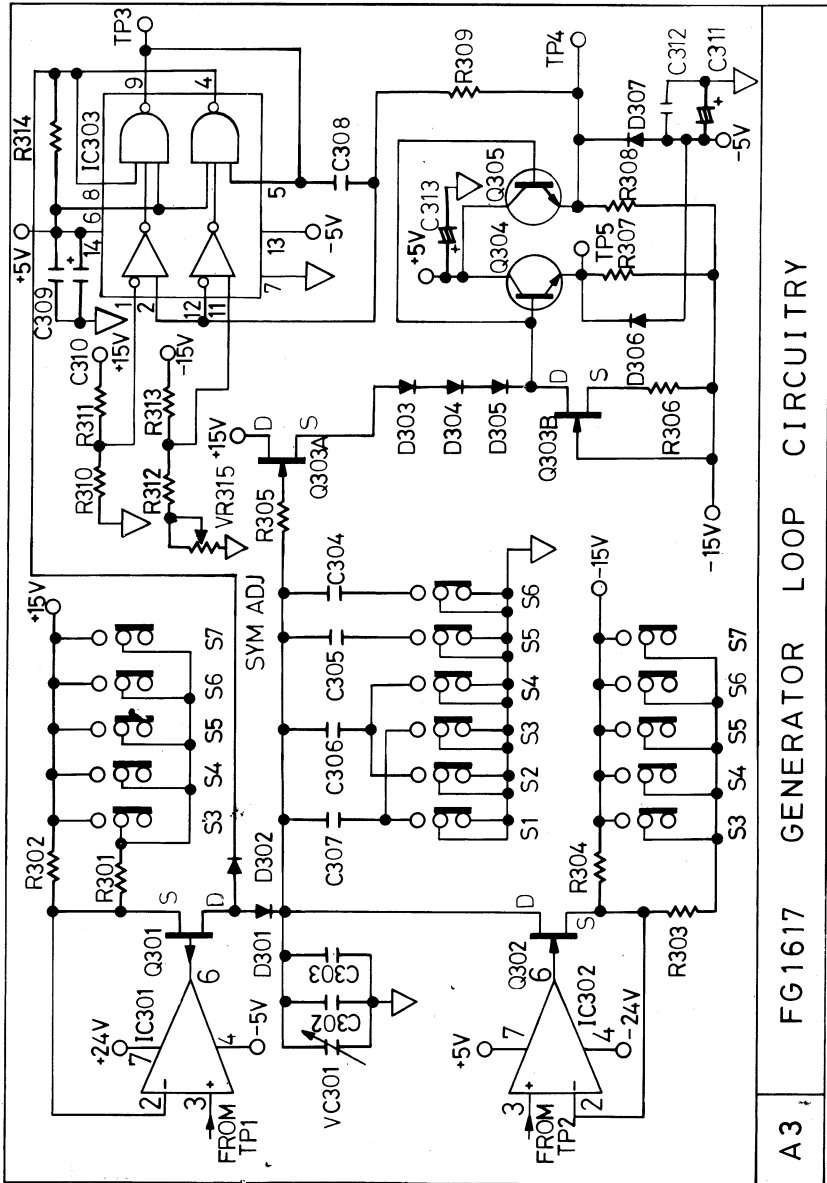 A3 FG1617 GENERATOR LOOP CIRCUITRY
+24V
7
IC301
2
-
3
+
FROM
TP1
4
-5V
6
Q301
S
D
R302
R301
+15V
S3 S4 S5 S6 S7
D301
D302
VC301
C302
C303
+5V
7
3
+
2
-
FROM
TP2
IC302
4
-24V
6
Q302
D
S
R304
R303
-15V
S3 S4 S5 S6 S7
C307
C306
C305
C304
S1 S2 S3 S4 S5 S6
SYM ADJ
VR315
R312
R313
-15V
R310
R311
+15V
C310
C309
+5V
R314
6
14
8
IC303
9
4
TP3
1
2
12
11
7
13
-5V
5
C308
R305
+15V
D
S
Q303A
D303
D304
D305
D
S
Q303B
R306
-15V
+5V
C313
Q304
Q305
TP5
R307
D306
R308
R309
TP4
D307
C312
C311
+
-5V